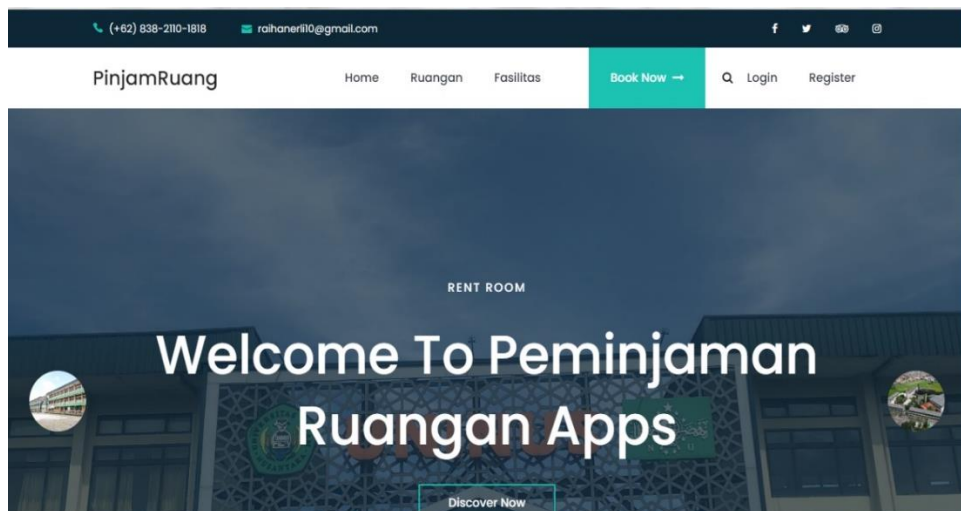 (+62) 838-2110-1818 raihanerli10@gmail.com
PinjamRuang Home Ruangan Fasilitas Book Now → Login Register
RENT ROOM
Welcome To Peminjaman
Ruangan Apps
Discover Now